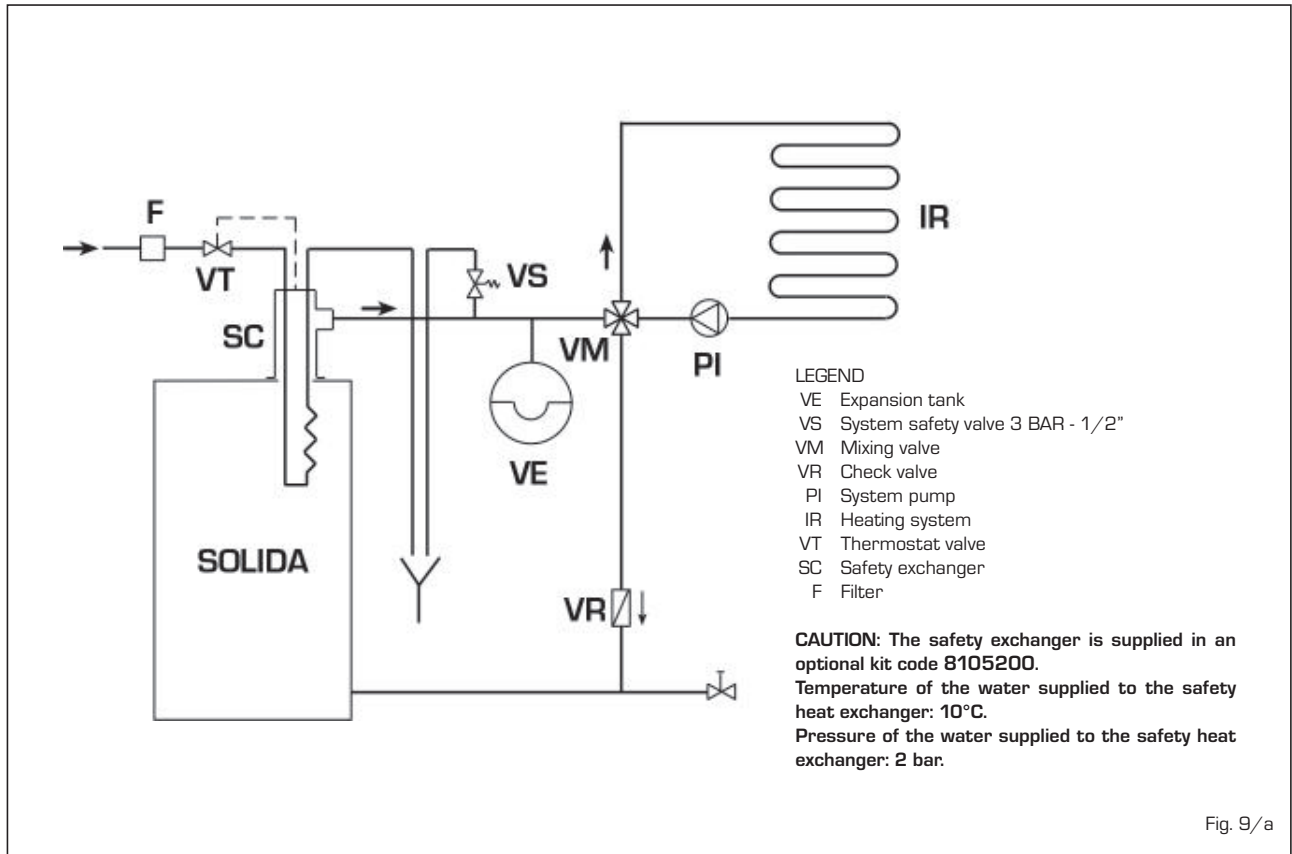 F
VT
SC
VS
VM
PI
IR
VE
SOLIDA
VR
LEGEND
VE Expansion tank
VS System safety valve 3 BAR - 1/2"
VM Mixing valve
VR Check valve
PI System pump
IR Heating system
VT Thermostat valve
SC Safety exchanger
F Filter
CAUTION: The safety exchanger is supplied in an
optional kit code 8105200.
Temperature of the water supplied to the safety
heat exchanger: 10°C.
Pressure of the water supplied to the safety heat
exchanger: 2 bar.
Fig. 9/a